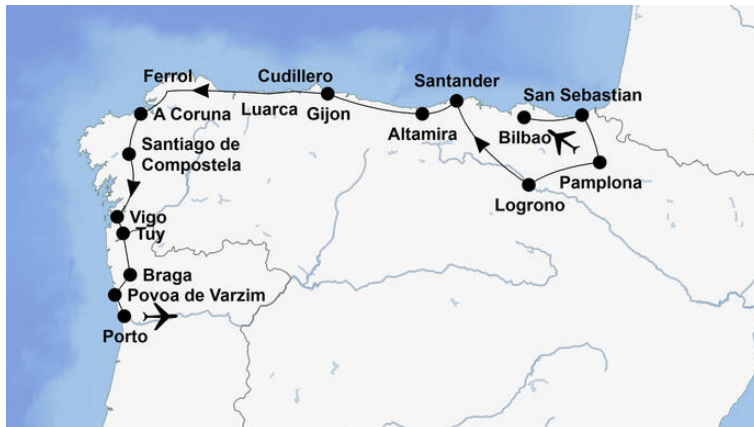 Ferrol
Cudillero
Santander
San Sebastian
A Coruna
Luarca
Gijon
Altamira
Bilbao
Santiago de
Compostela
Pamplona
Logrono
Vigo
Tuy
Braga
Povoa de Varzim
Porto